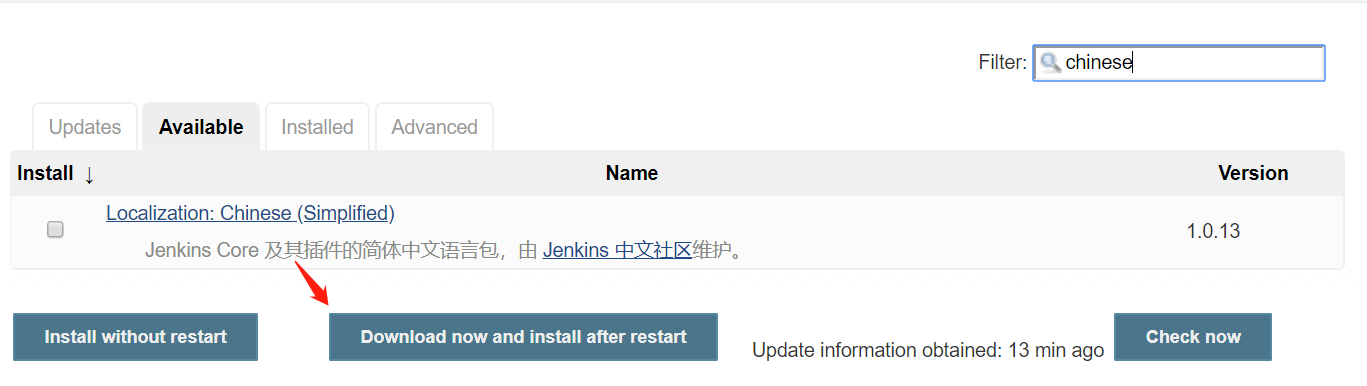 Filter: chinese
Updates Available Installed Advanced
Install ↓ Name Version
Localization: Chinese (Simplified)
1.0.13
Jenkins Core 及其插件的简体中文语言包，由 Jenkins 中文社区维护。
Install without restart Download now and install after restart Update information obtained: 13 min ago Check now